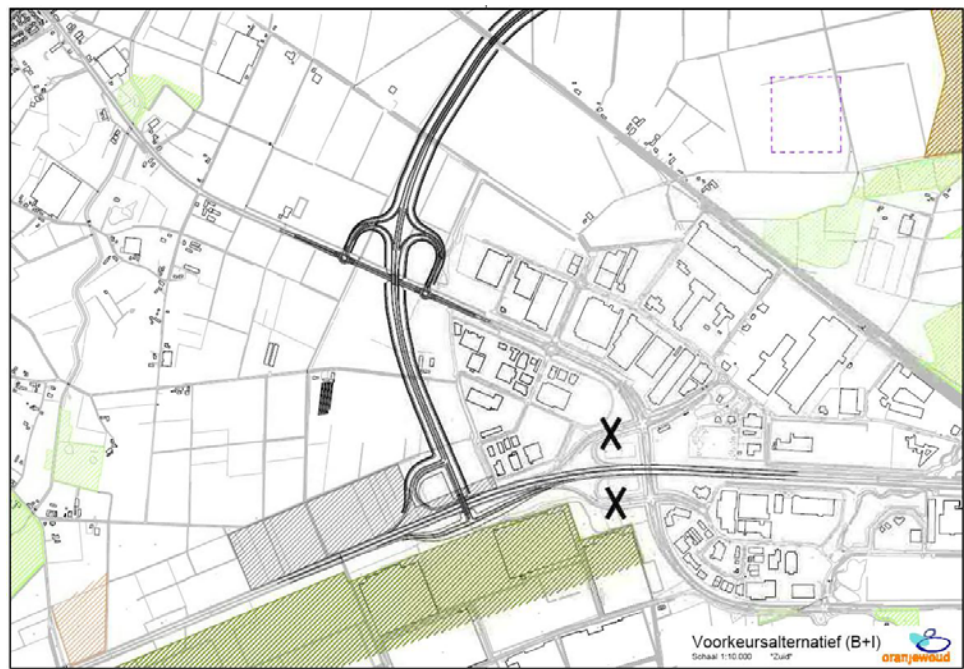 Voorkeursalternatief (B+I)
Schaal 1:10.000 "Zuid"
oranjewoud